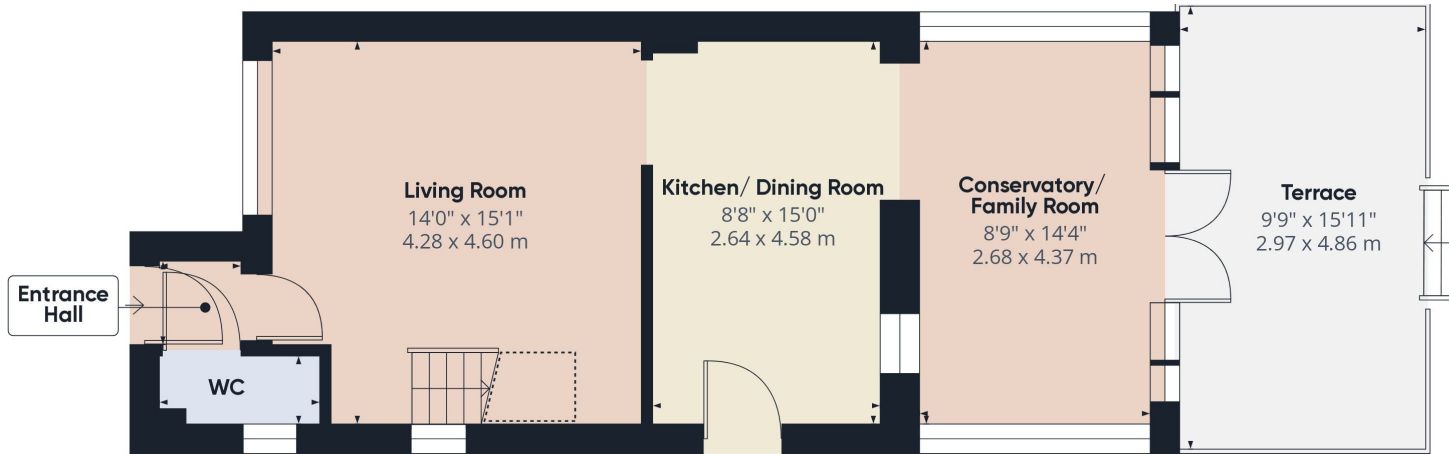 Living Room
14'0" x 15'1"
4.28 x 4.60 m
Kitchen/ Dining Room
8'8" x 15'0"
2.64 x 4.58 m
Conservatory/
Family Room
8'9" x 14'4"
2.68 x 4.37 m
Terrace
9'9" x 15'11"
2.97 x 4.86 m
Entrance
Hall
WC